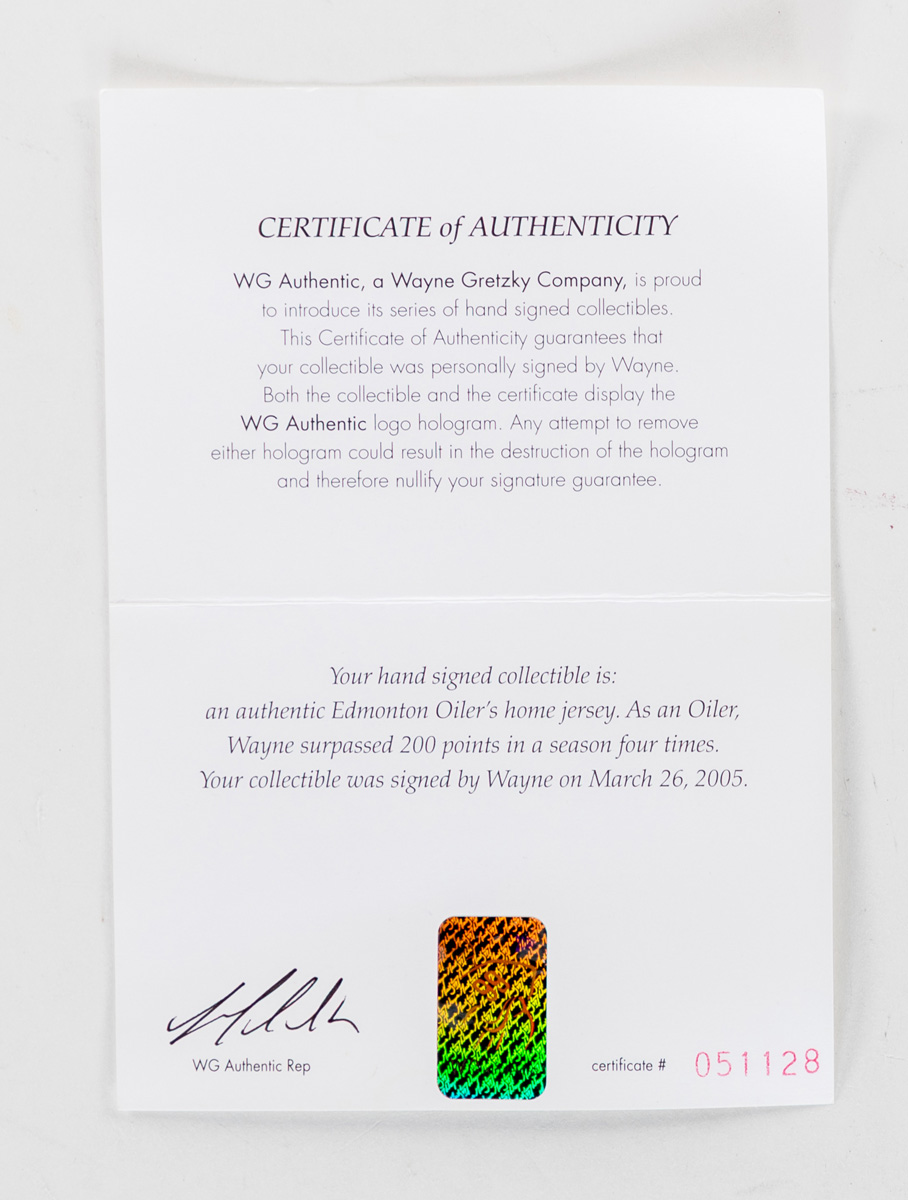 CERTIFICATE of AUTHENTICITY
WG Authentic, a Wayne Gretzky Company, is proud
to introduce its series of hand signed collectibles.
This Certificate of Authenticity guarantees that
your collectible was personally signed by Wayne.
Both the collectible and the certificate display the
WG Authentic logo hologram. Any attempt to remove
either hologram could result in the destruction of the hologram
and therefore nullify your signature guarantee.
Your hand signed collectible is:
an authentic Edmonton Oiler's home jersey. As an Oiler,
Wayne surpassed 200 points in a season four times.
Your collectible was signed by Wayne on March 26, 2005.
WG Authentic Rep
certificate # 051128